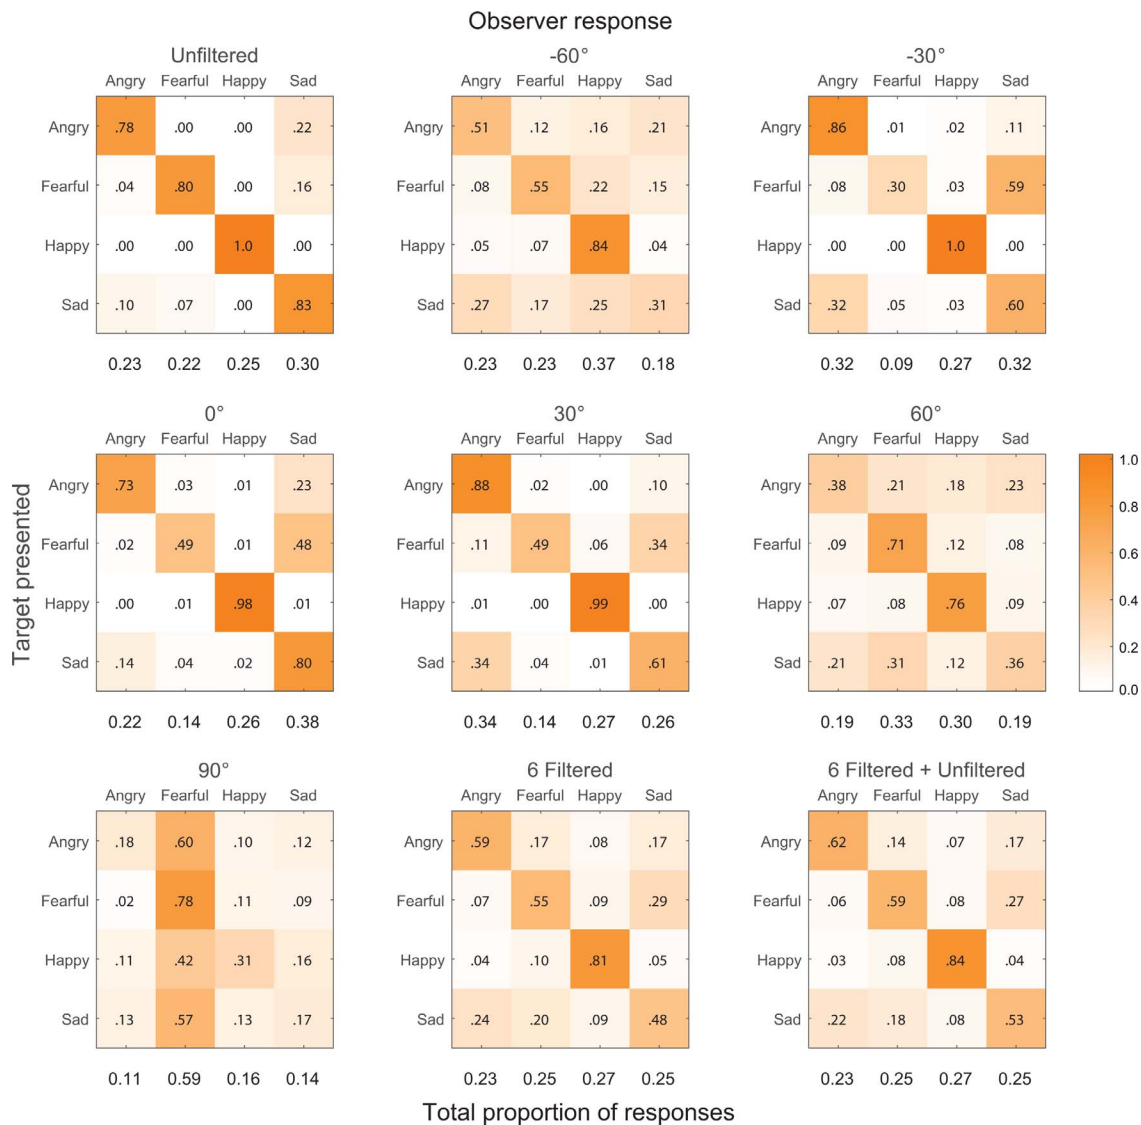 Observer response
Unfiltered -60° -30°
Angry Fearful Happy Sad Angry Fearful Happy Sad Angry Fearful Happy Sad
Angry .78 .00 .00 .22 Angry .51 .12 .16 .21 Angry .86 .01 .02 .11
Fearful .04 .80 .00 .16 Fearful .08 .55 .22 .15 Fearful .08 .30 .03 .59
Happy .00 .00 1.0 .00 Happy .05 .07 .84 .04 Happy .00 .00 1.0 .00
Sad .10 .07 .00 .83 Sad .27 .17 .25 .31 Sad .32 .05 .03 .60
0.23 0.22 0.25 0.30 0.23 0.23 0.37 0.18 0.32 0.09 0.27 0.32
Target presented
0° 30° 60°
Angry Fearful Happy Sad Angry Fearful Happy Sad Angry Fearful Happy Sad
Angry .73 .03 .01 .23 Angry .88 .02 .00 .10 Angry .38 .21 .18 .23 1.0
Fearful .02 .49 .01 .48 Fearful .11 .49 .06 .34 Fearful .09 .71 .12 .08 0.8
0.6
Happy .00 .01 .98 .01 Happy .01 .00 .99 .00 Happy .07 .08 .76 .09 0.4
Sad .14 .04 .02 .80 Sad .34 .04 .01 .61 Sad .21 .31 .12 .36 0.2
0.0
0.22 0.14 0.26 0.38 0.34 0.14 0.27 0.26 0.19 0.33 0.30 0.19
90° 6 Filtered 6 Filtered + Unfiltered
Angry Fearful Happy Sad Angry Fearful Happy Sad Angry Fearful Happy Sad
Angry .18 .60 .10 .12 Angry .59 .17 .08 .17 Angry .62 .14 .07 .17
Fearful .02 .78 .11 .09 Fearful .07 .55 .09 .29 Fearful .06 .59 .08 .27
Happy .11 .42 .31 .16 Happy .04 .10 .81 .05 Happy .03 .08 .84 .04
Sad .13 .57 .13 .17 Sad .24 .20 .09 .48 Sad .22 .18 .08 .53
0.11 0.59 0.16 0.14 0.23 0.25 0.27 0.25 0.23 0.25 0.27 0.25
Total proportion of responses